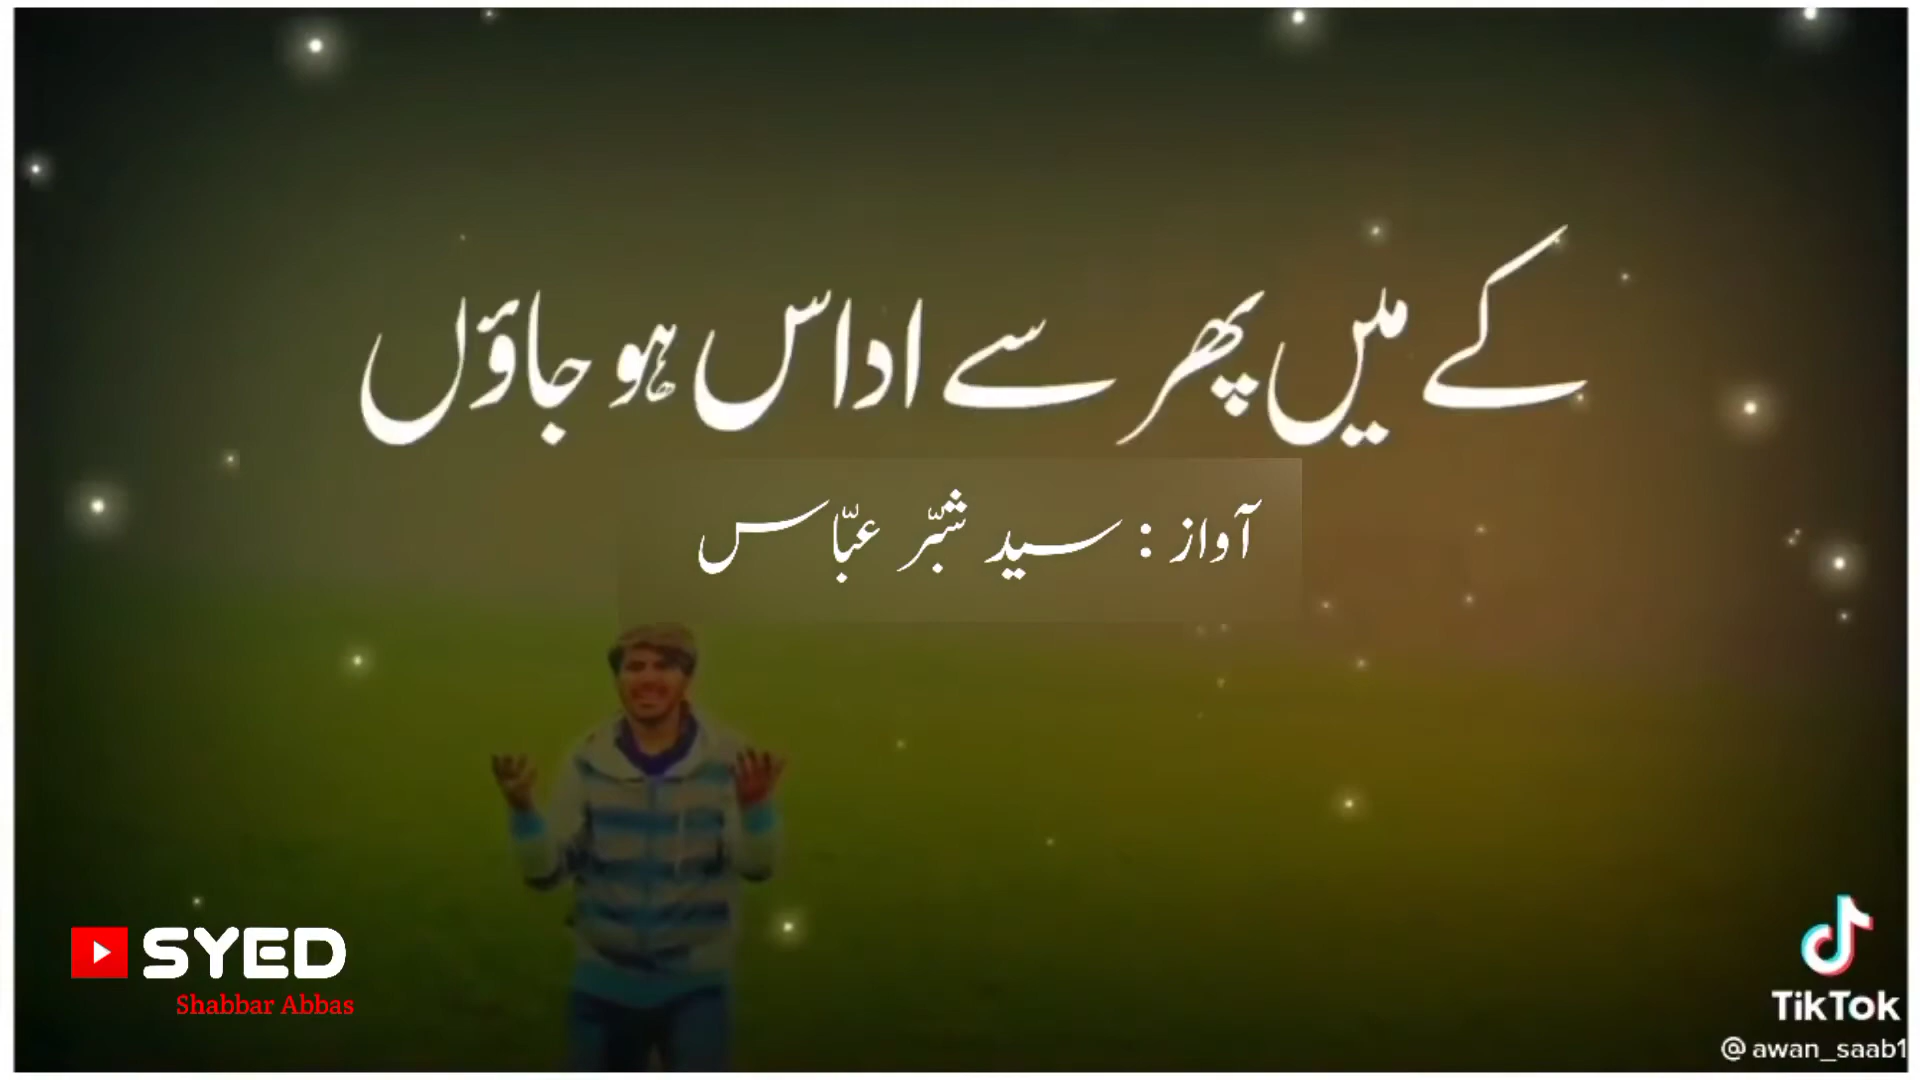 کے میں پھر سے اداس ہو جاؤں
آواز : سید شبّر عبّاس
SYED
Shabbar Abbas
TikTok
@awan_saab1